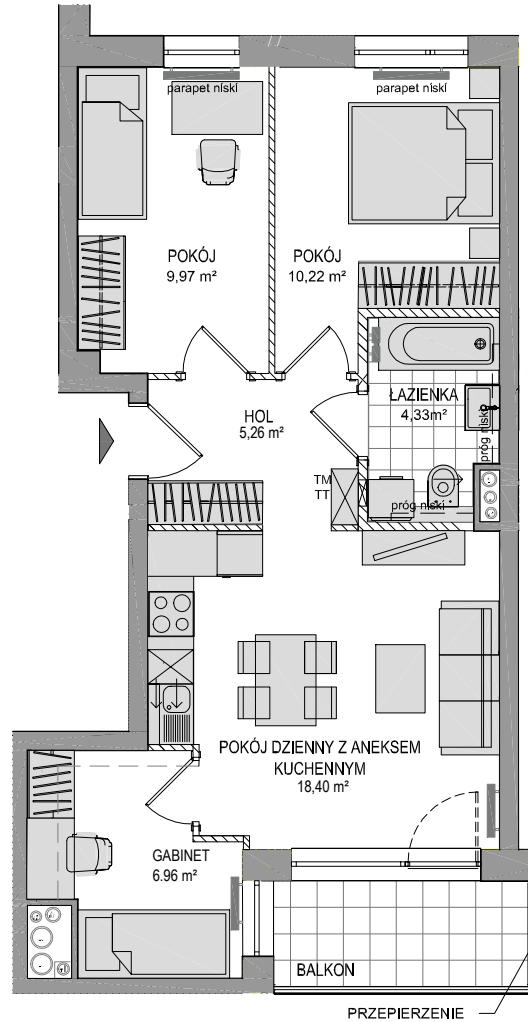 parapet niski
parapet niski
POKÓJ
9,97 m²
POKÓJ
10,22 m²
ŁAZIENKA
4,33m²
próg nisko
HOL
5,26 m²
TM
TT
próg niski
POKÓJ DZIENNY Z ANEKSEM
KUCHENNYM
18,40 m²
GABINET
6.96 m²
BALKON
PRZEPIERZENIE